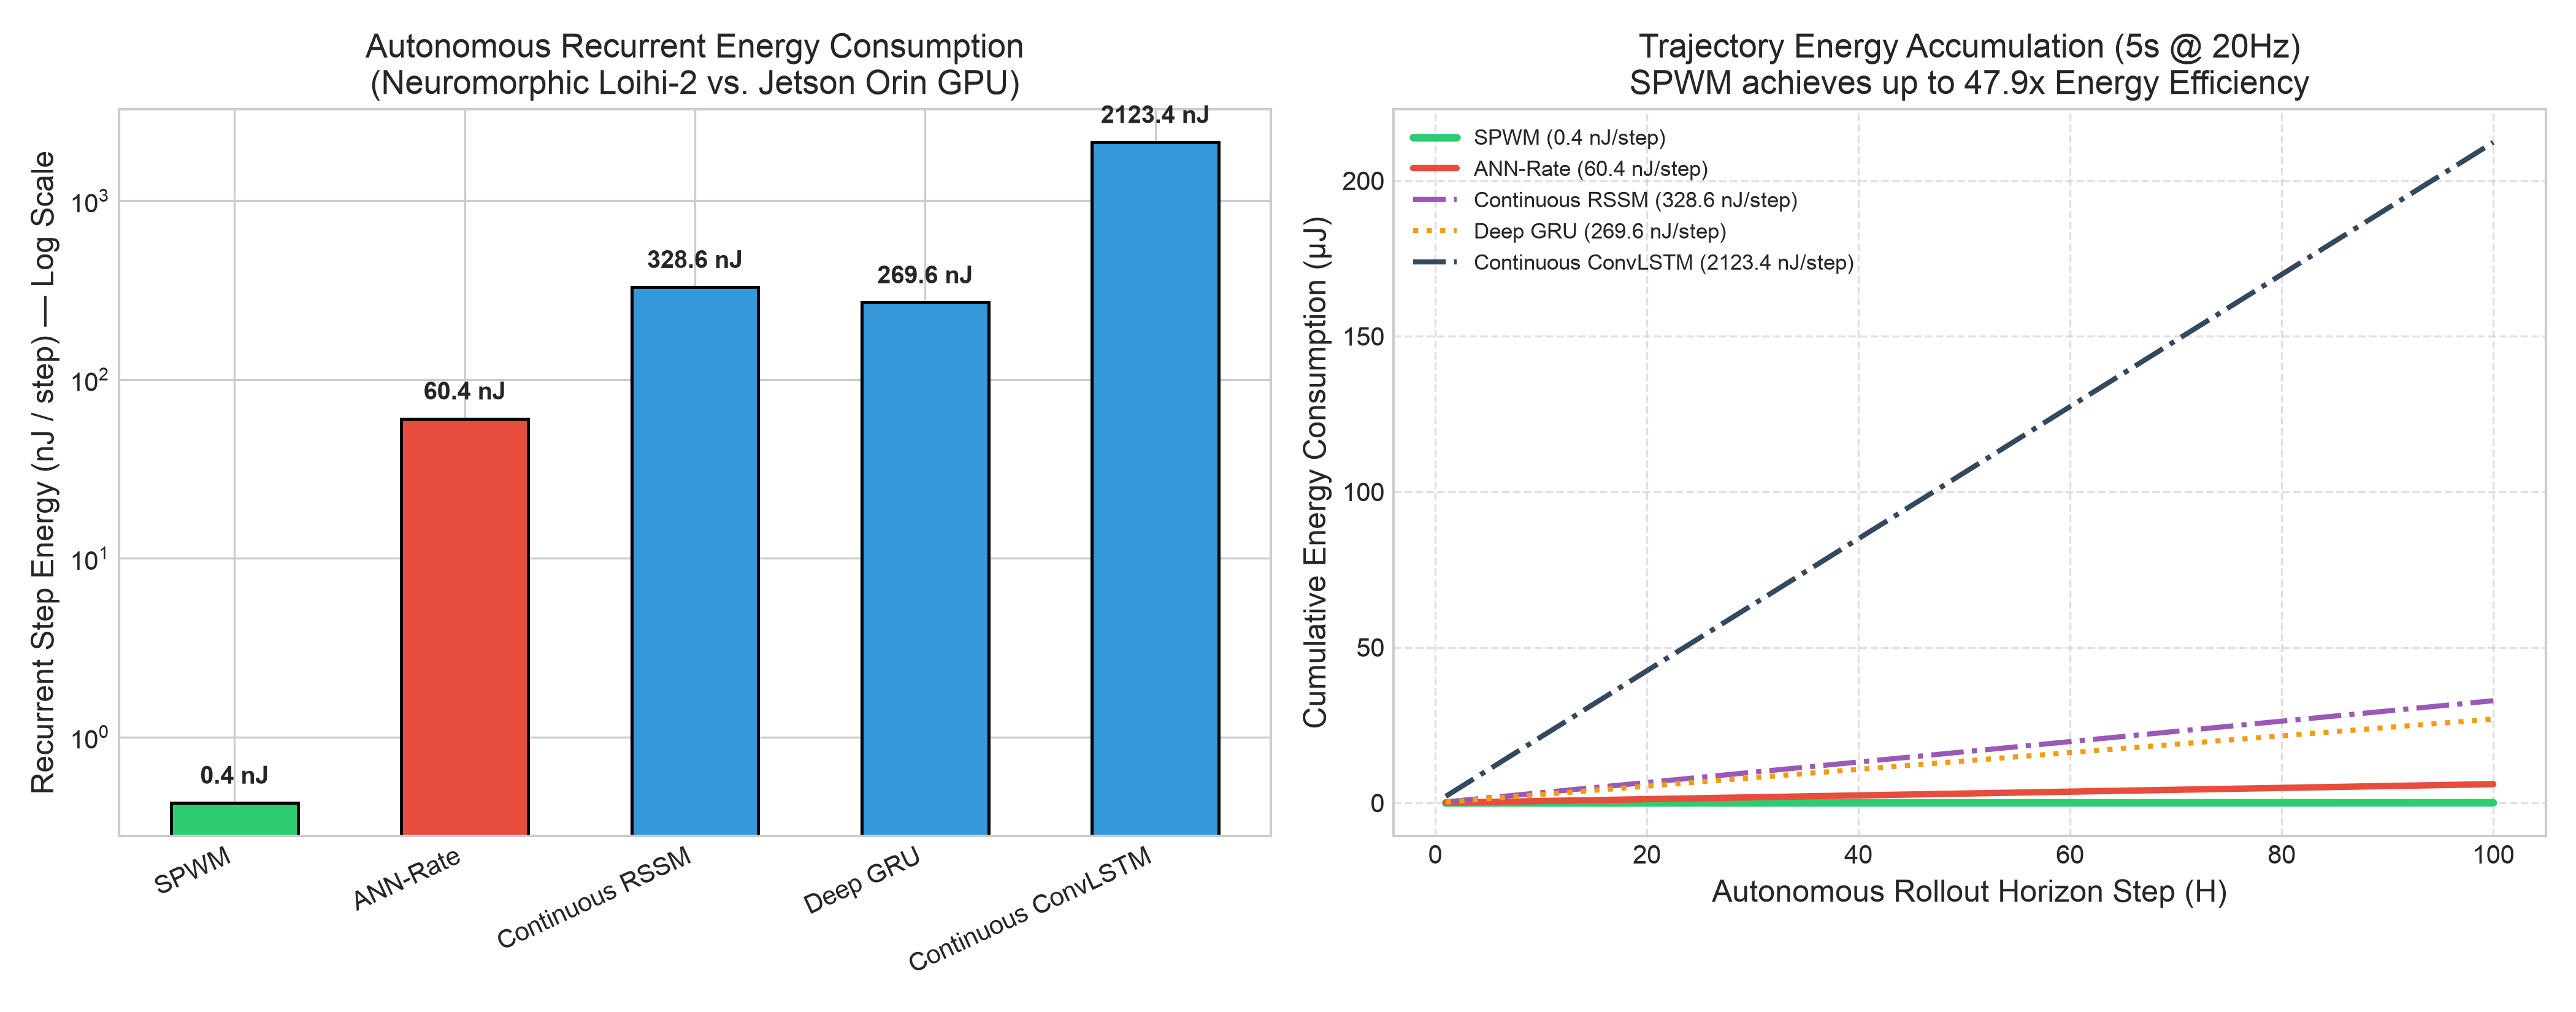 Autonomous Recurrent Energy Consumption
(Neuromorphic Loihi-2 vs. Jetson Orin GPU)
Recurrent Step Energy (nJ / step) — Log Scale
10³
10²
10¹
10⁰
0.4 nJ
60.4 nJ
328.6 nJ
269.6 nJ
2123.4 nJ
SPWM
ANN-Rate
Continuous RSSM
Deep GRU
Continuous ConvLSTM
Trajectory Energy Accumulation (5s @ 20Hz)
SPWM achieves up to 47.9x Energy Efficiency
SPWM (0.4 nJ/step)
ANN-Rate (60.4 nJ/step)
Continuous RSSM (328.6 nJ/step)
Deep GRU (269.6 nJ/step)
Continuous ConvLSTM (2123.4 nJ/step)
Cumulative Energy Consumption (µJ)
200
150
100
50
0
0
20
40
60
80
100
Autonomous Rollout Horizon Step (H)